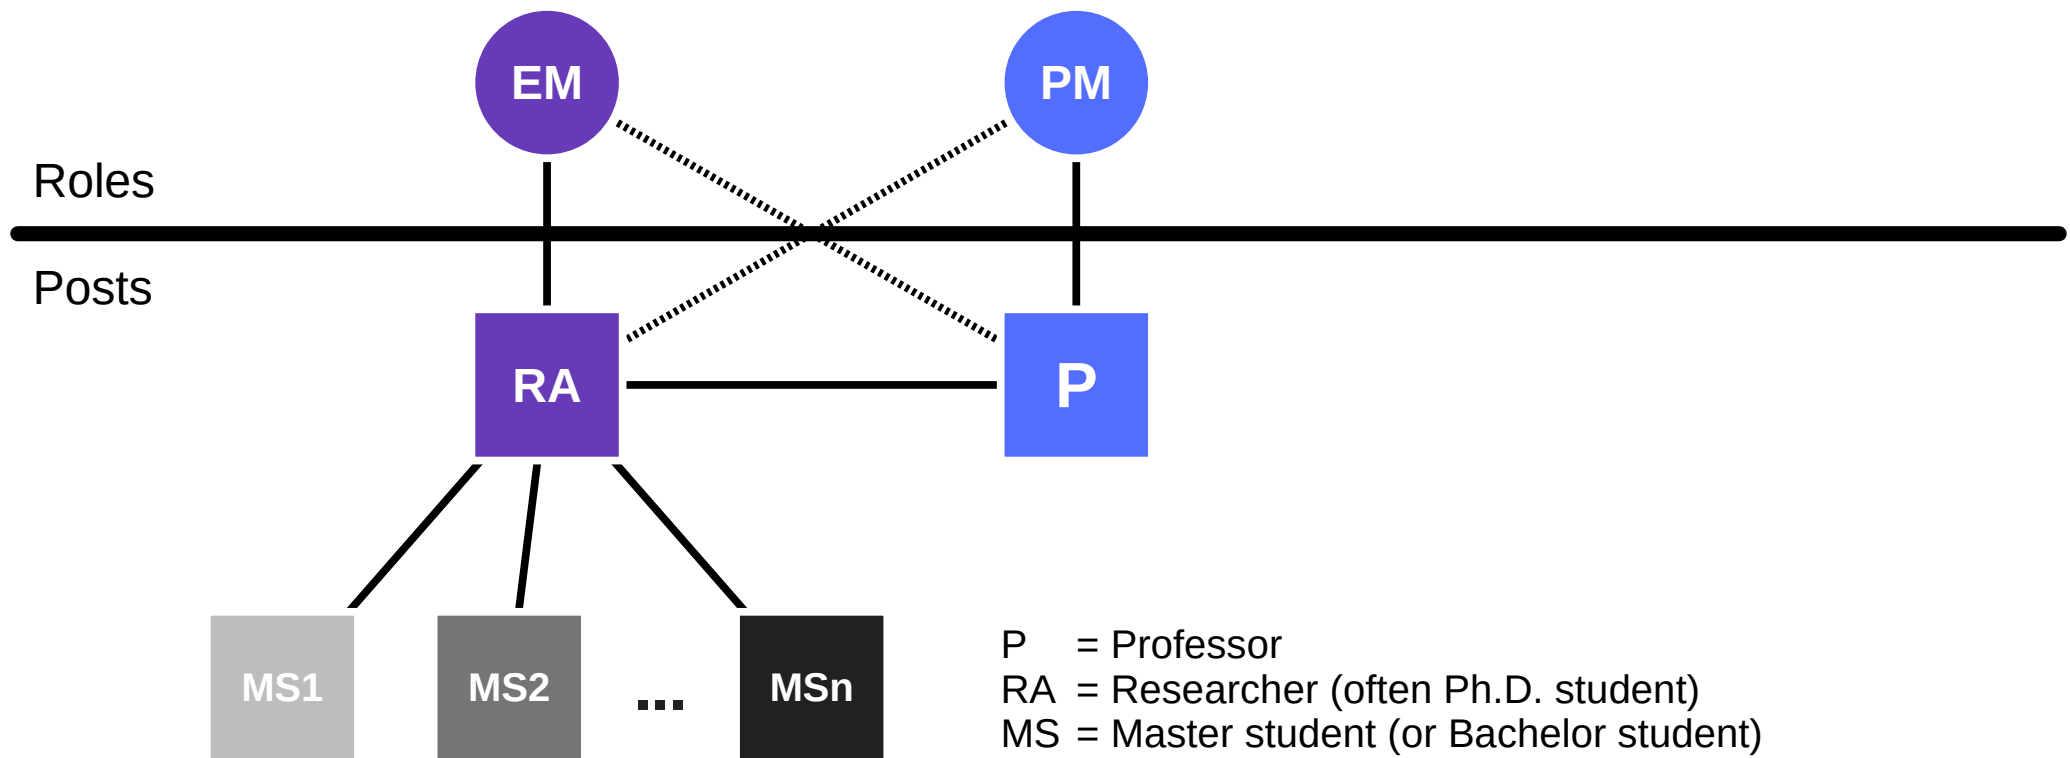 EM
PM
Roles
Posts
RA
P
MS1
MS2
...
MSn
P = Professor
RA = Researcher (often Ph.D. student)
MS = Master student (or Bachelor student)